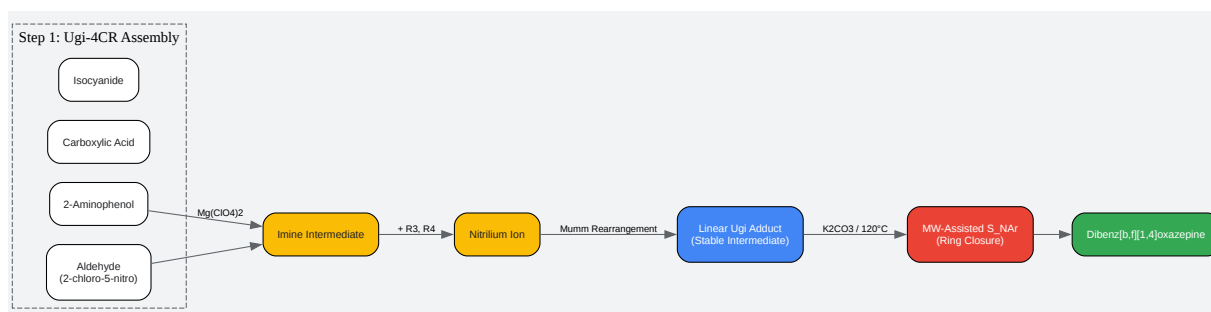 Step 1: Ugi-4CR Assembly
Isocyanide
Carboxylic Acid
2-Aminophenol
Aldehyde
(2-chloro-5-nitro)
Mg(ClO4)2
Imine Intermediate
+ R3, R4
Nitrilium Ion
Mumm Rearrangement
Linear Ugi Adduct
(Stable Intermediate)
K2CO3 / 120°C
MW-Assisted S_NAr
(Ring Closure)
Dibenz[b,f][1,4]oxazepine